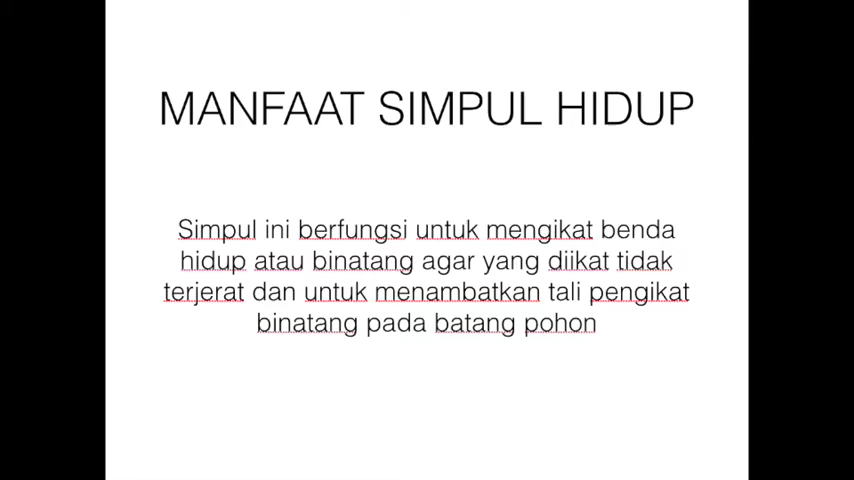 MANFAAT SIMPUL HIDUP
Simpul ini berfungsi untuk mengikat benda
hidup atau binatang agar yang diikat tidak
terjerat dan untuk menambatkan tali pengikat
binatang pada batang pohon